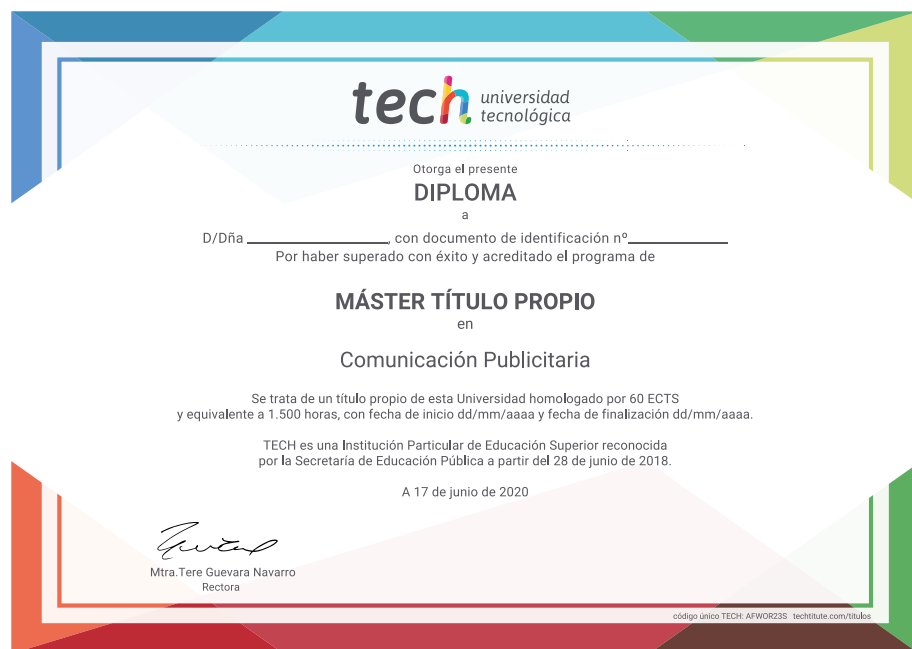 tech universidad
tecnológica
Otorga el presente
DIPLOMA
a
D/Dña ____________________, con documento de identificación nº______________
Por haber superado con éxito y acreditado el programa de
MÁSTER TÍTULO PROPIO
en
Comunicación Publicitaria
Se trata de un título propio de esta Universidad homologado por 60 ECTS
y equivalente a 1.500 horas, con fecha de inicio dd/mm/aaaa y fecha de finalización dd/mm/aaaa.
TECH es una Institución Particular de Educación Superior reconocida
por la Secretaría de Educación Pública a partir del 28 de junio de 2018.
A 17 de junio de 2020
Mtra.Tere Guevara Navarro
Rectora
código único TECH: AFWOR23S techtitute.com/titulos